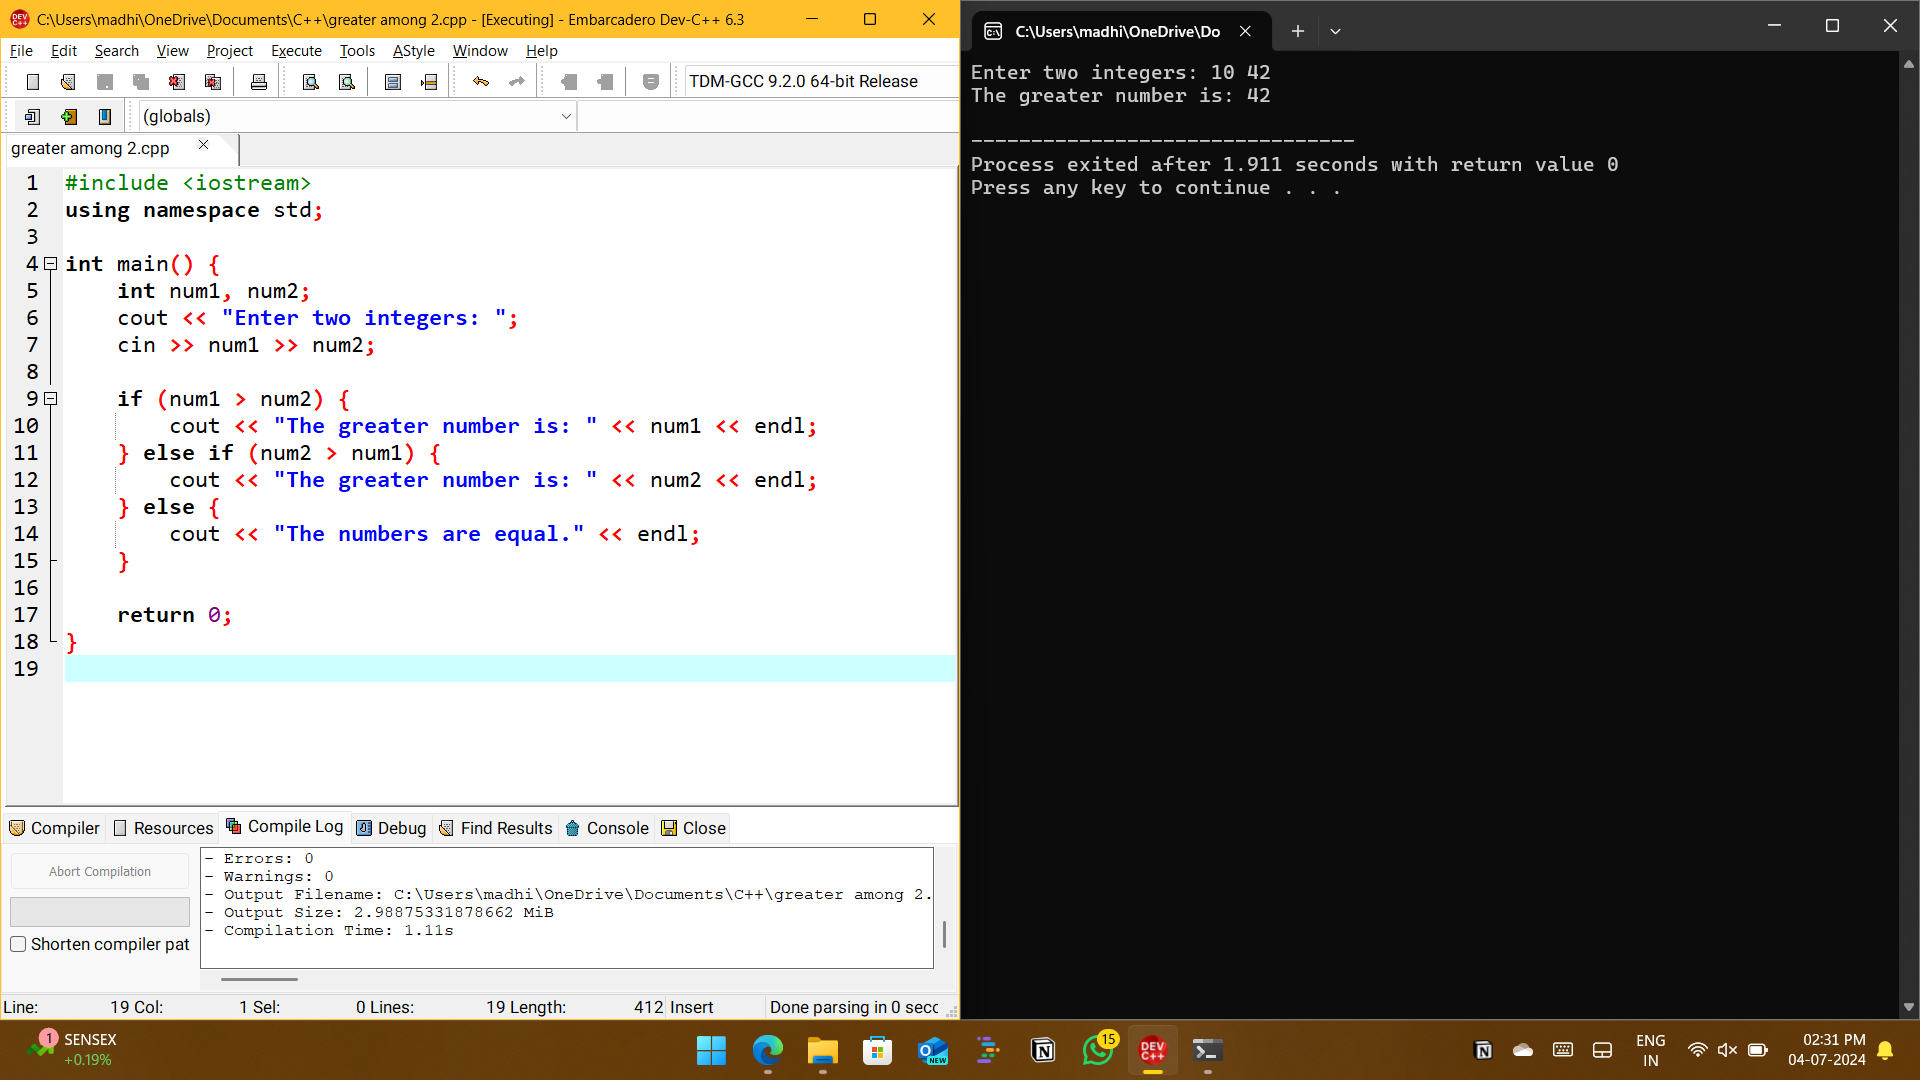 C:\Users\madhi\OneDrive\Documents\C++\greater among 2.cpp - [Executing] - Embarcadero Dev-C++ 6.3
File Edit Search View Project Execute Tools AStyle Window Help
TDM-GCC 9.2.0 64-bit Release
(globals)
greater among 2.cpp
1 #include <iostream>
2 using namespace std;
3
4 int main() {
5     int num1, num2;
6     cout << "Enter two integers: ";
7     cin >> num1 >> num2;
8
9     if (num1 > num2) {
10         cout << "The greater number is: " << num1 << endl;
11     } else if (num2 > num1) {
12         cout << "The greater number is: " << num2 << endl;
13     } else {
14         cout << "The numbers are equal." << endl;
15     }
16
17     return 0;
18 }
19
Compiler Resources Compile Log Debug Find Results Console Close
Abort Compilation
Shorten compiler pat
- Errors: 0
- Warnings: 0
- Output Filename: C:\Users\madhi\OneDrive\Documents\C++\greater among 2.
- Output Size: 2.98875331878662 MiB
- Compilation Time: 1.11s
Line: 19 Col: 1 Sel: 0 Lines: 19 Length: 412 Insert Done parsing in 0 sec
C:\Users\madhi\OneDrive\Do
Enter two integers: 10 42
The greater number is: 42
--------------------------------
Process exited after 1.911 seconds with return value 0
Press any key to continue . . .
1 SENSEX
+0.19%
NEW
15
DEV C++
ENG
IN
02:31 PM
04-07-2024